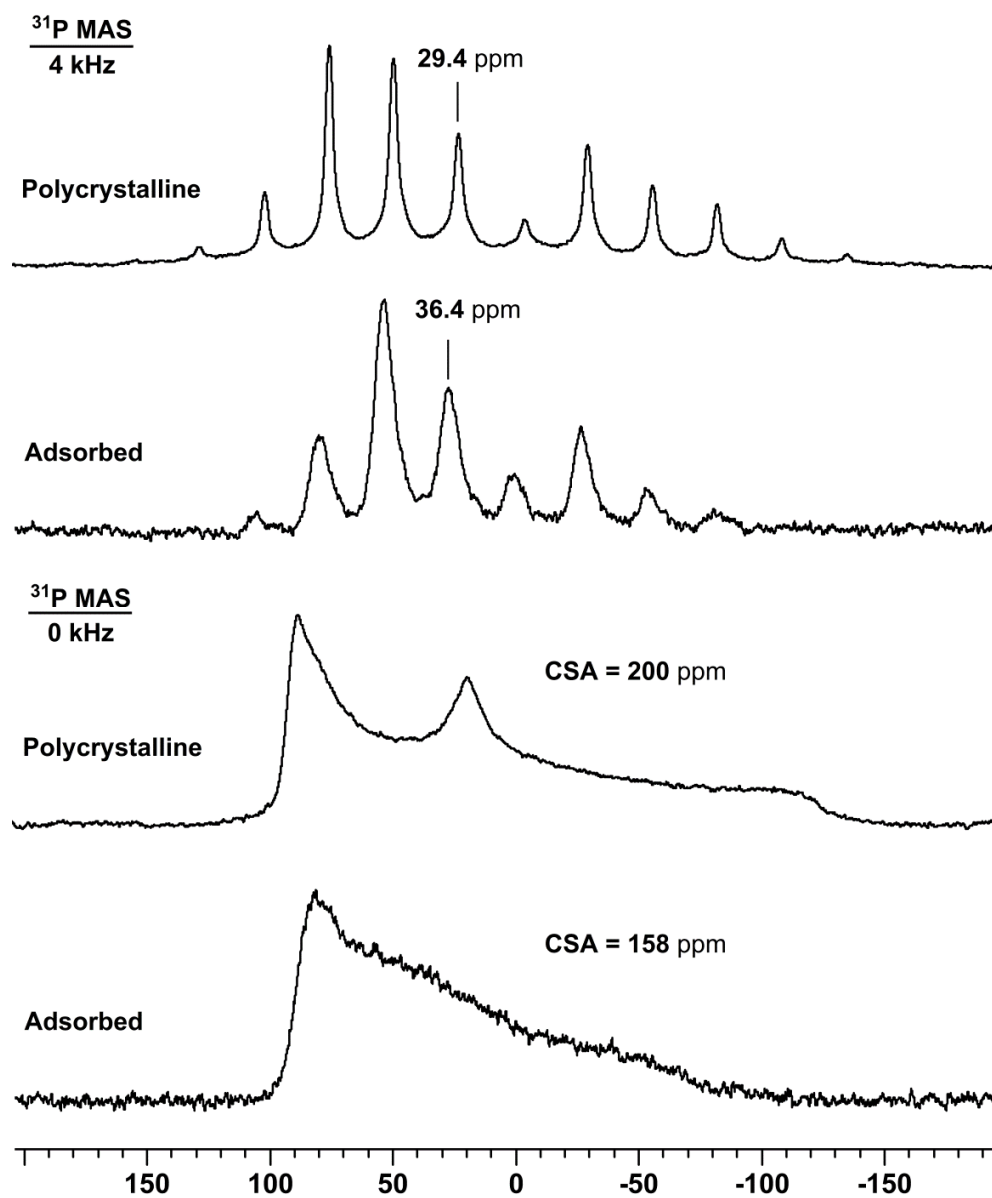 ³¹P MAS
4 kHz
29.4 ppm
Polycrystalline
36.4 ppm
Adsorbed
³¹P MAS
0 kHz
CSA = 200 ppm
Polycrystalline
CSA = 158 ppm
Adsorbed
150 100 50 0 -50 -100 -150